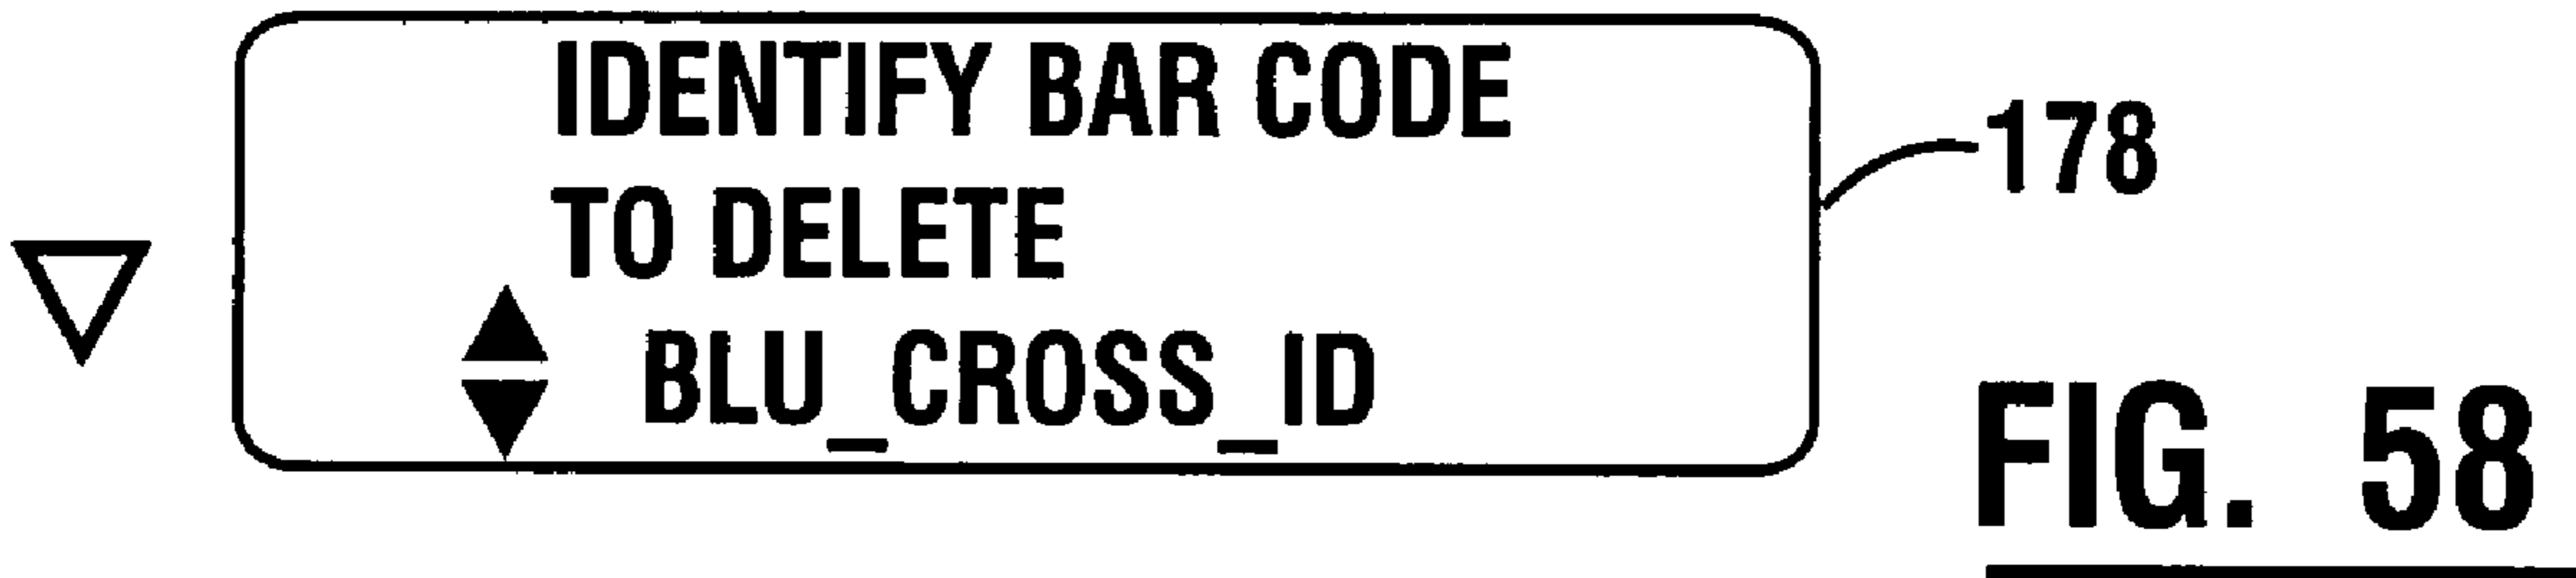 IDENTIFY BAR CODE
TO DELETE
BLU_CROSS_ID
178
FIG. 58